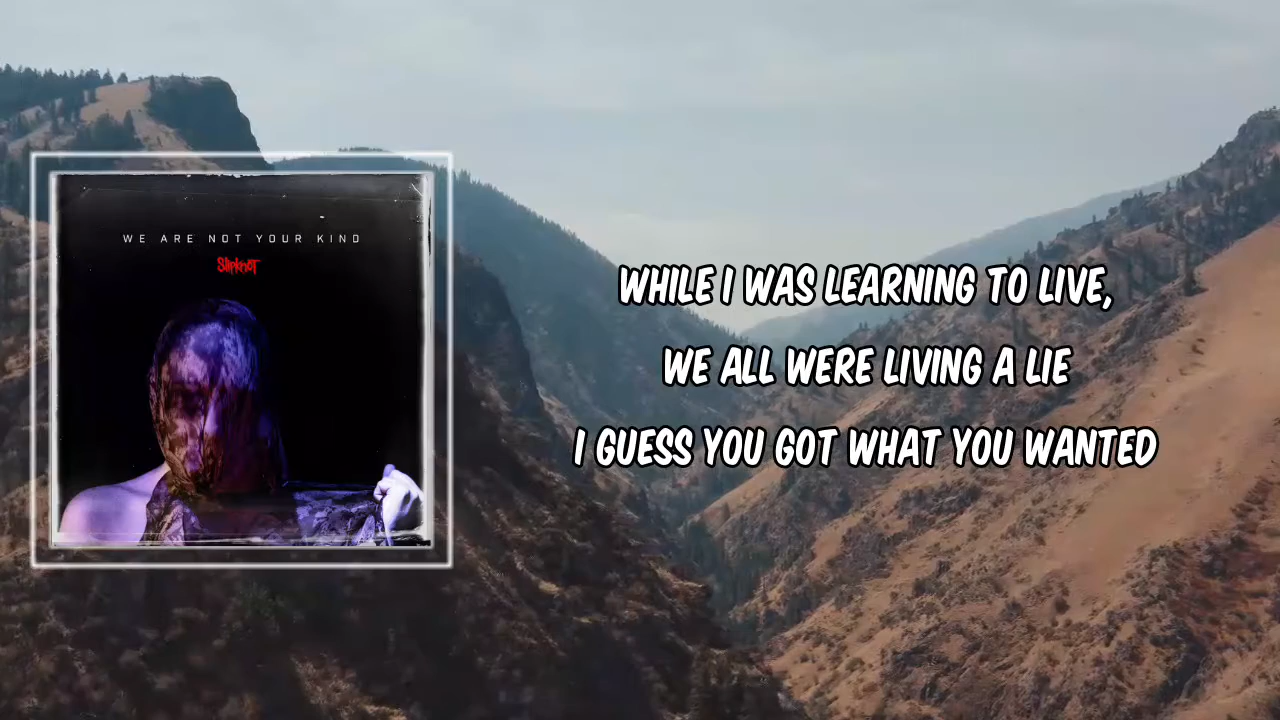 WE ARE NOT YOUR KIND
SlipknoT
WHILE I WAS LEARNING TO LIVE,
WE ALL WERE LIVING A LIE
I GUESS YOU GOT WHAT YOU WANTED